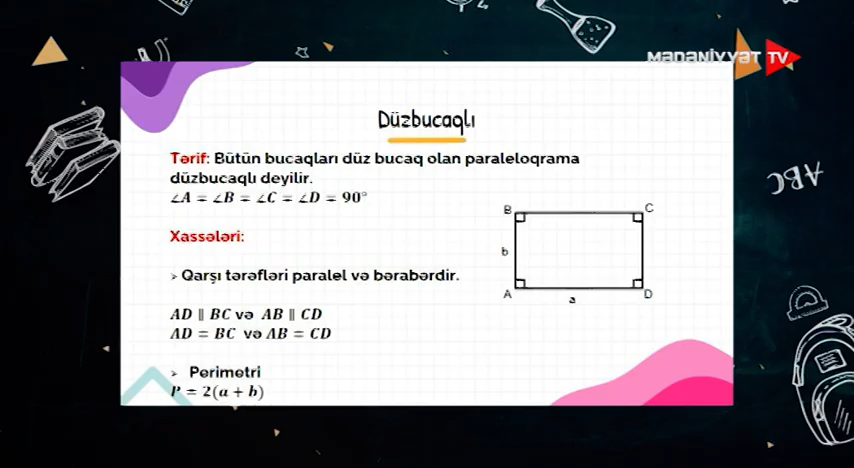 MƏDƏNİYYƏT TV
Düzbucaqlı
Tərif: Bütün bucaqları düz bucaq olan paraleloqrama
düzbucaqlı deyilir.
∠A = ∠B = ∠C = ∠D = 90°
Xassələri:
➢ Qarşı tərəfləri paralel və bərabərdir.
AD ∥ BC və AB ∥ CD
AD = BC və AB = CD
➢ Perimetri
P = 2(a + b)
B
C
b
A
D
a
ABC